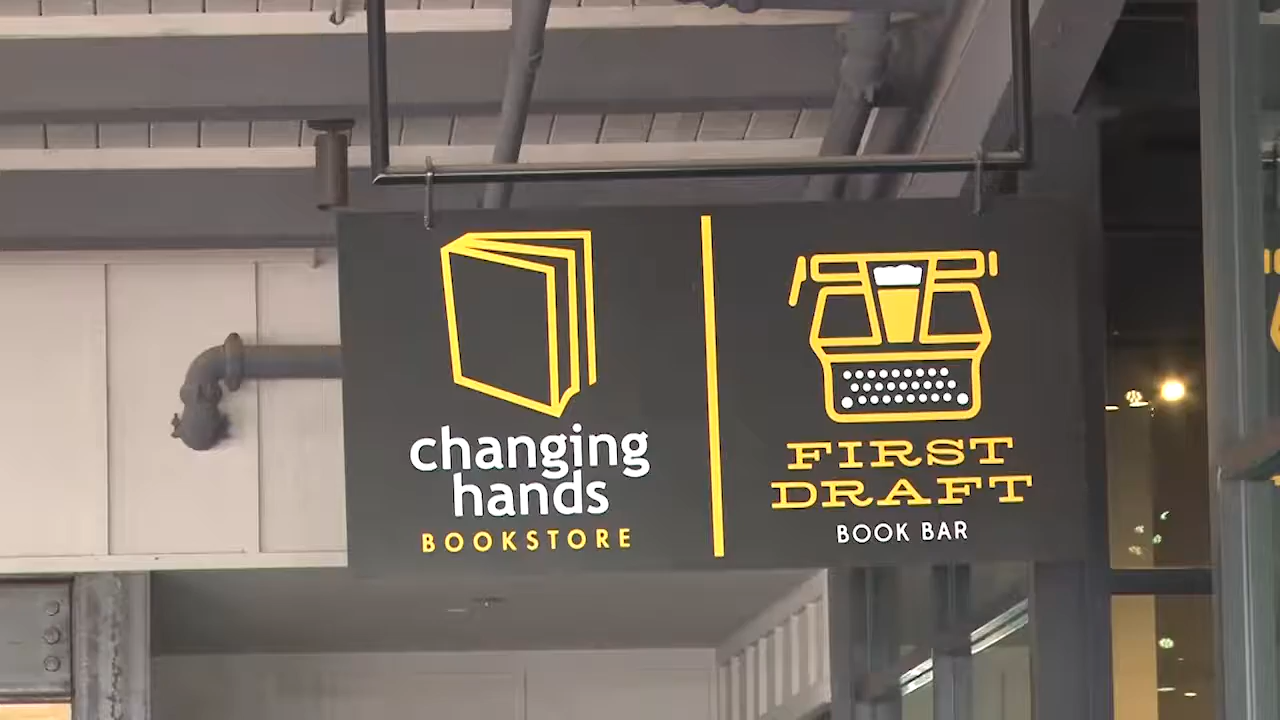 changing
hands
BOOKSTORE
FIRST
DRAFT
BOOK BAR